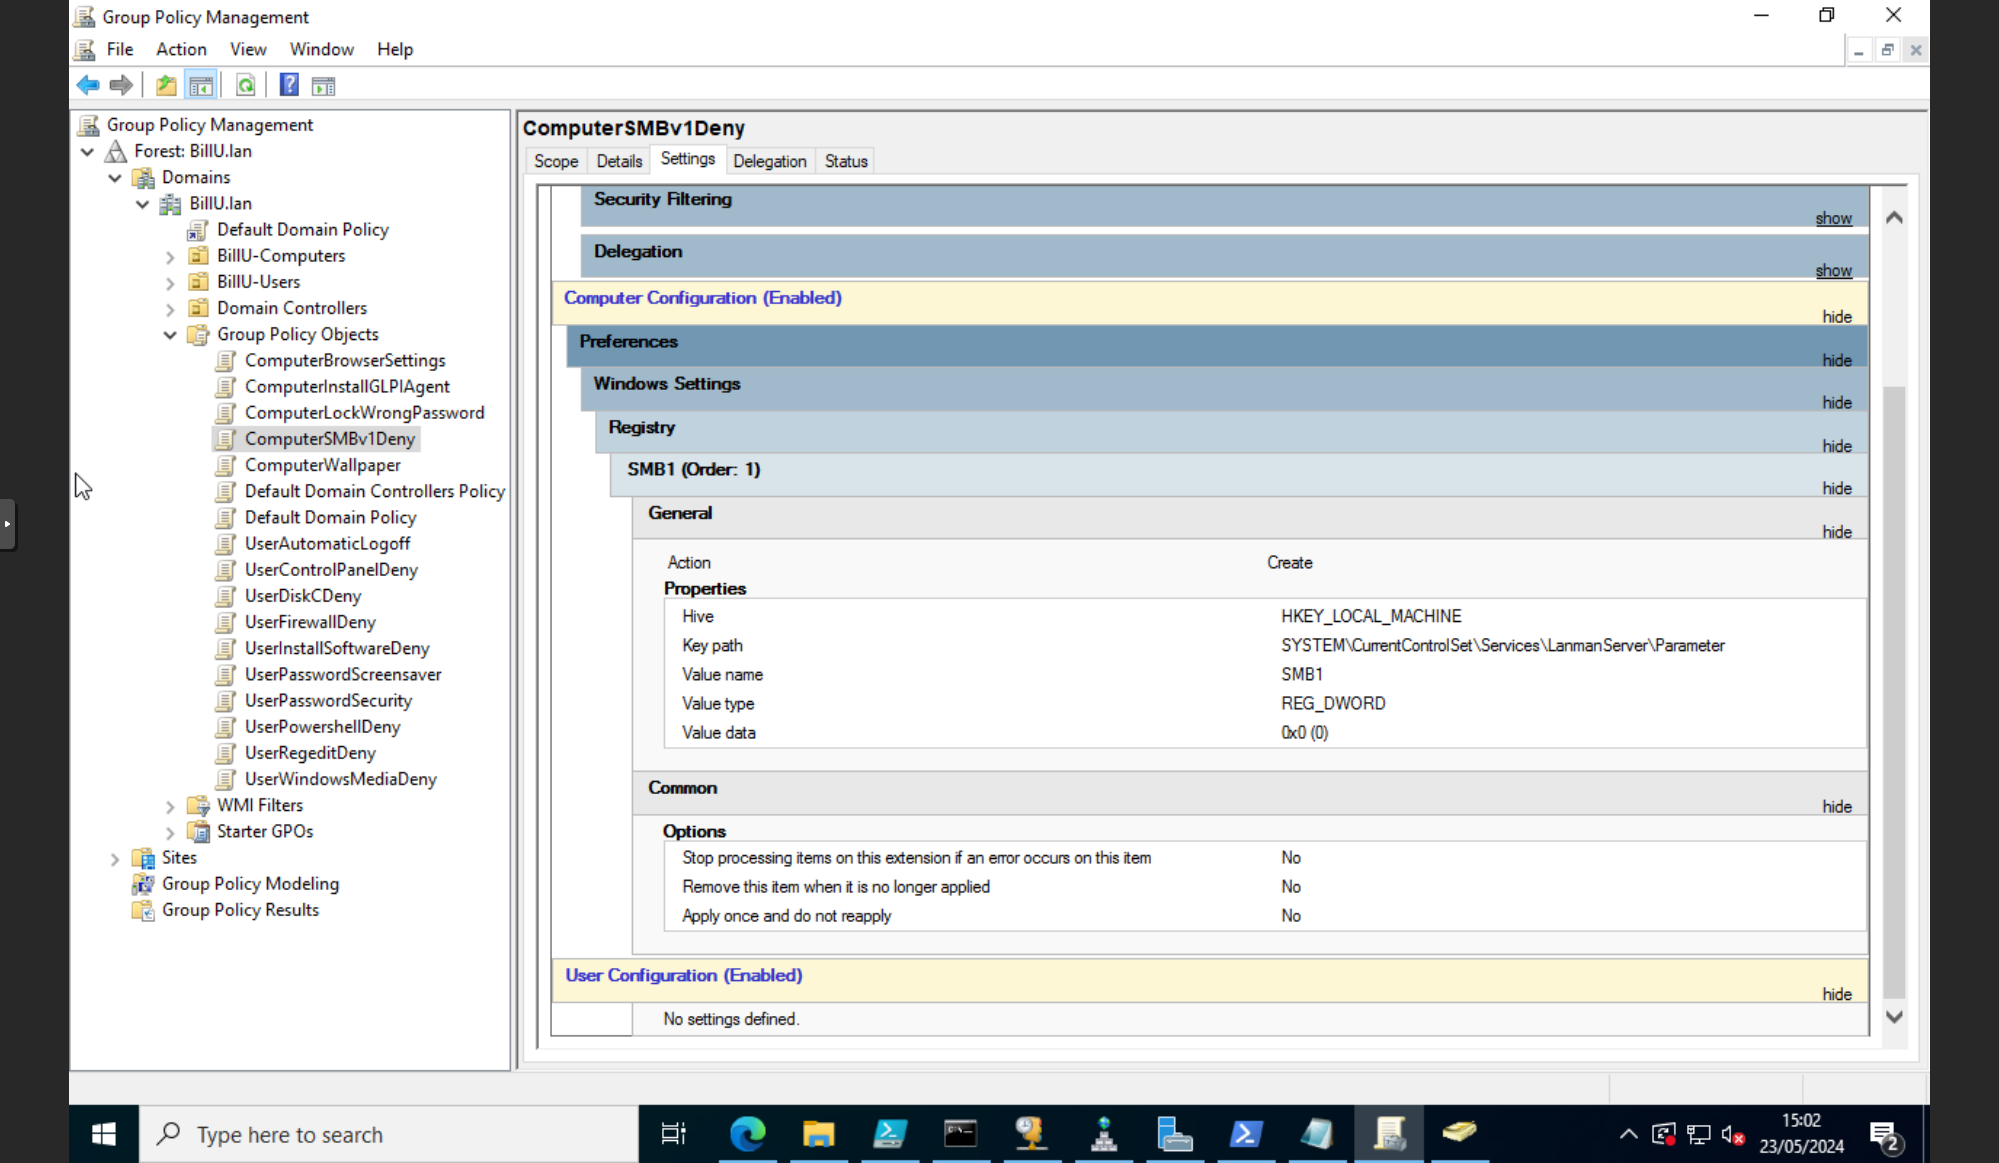 Group Policy Management
File Action View Window Help
Group Policy Management
Forest: BillU.lan
Domains
BillU.lan
Default Domain Policy
BillU-Computers
BillU-Users
Domain Controllers
Group Policy Objects
ComputerBrowserSettings
ComputerInstallGLPIAgent
ComputerLockWrongPassword
ComputerSMBv1Deny
ComputerWallpaper
Default Domain Controllers Policy
Default Domain Policy
UserAutomaticLogoff
UserControlPanelDeny
UserDiskCDeny
UserFirewallDeny
UserInstallSoftwareDeny
UserPasswordScreensaver
UserPasswordSecurity
UserPowershellDeny
UserRegeditDeny
UserWindowsMediaDeny
WMI Filters
Starter GPOs
Sites
Group Policy Modeling
Group Policy Results
ComputerSMBv1Deny
Scope Details Settings Delegation Status
Security Filtering
show
Delegation
show
Computer Configuration (Enabled)
hide
Preferences
hide
Windows Settings
hide
Registry
hide
SMB1 (Order: 1)
hide
General
hide
Action Create
Properties
Hive HKEY_LOCAL_MACHINE
Key path SYSTEM\CurrentControlSet\Services\LanmanServer\Parameter
Value name SMB1
Value type REG_DWORD
Value data 0x0 (0)
Common
hide
Options
Stop processing items on this extension if an error occurs on this item No
Remove this item when it is no longer applied No
Apply once and do not reapply No
User Configuration (Enabled)
hide
No settings defined.
Type here to search
15:02
23/05/2024
2